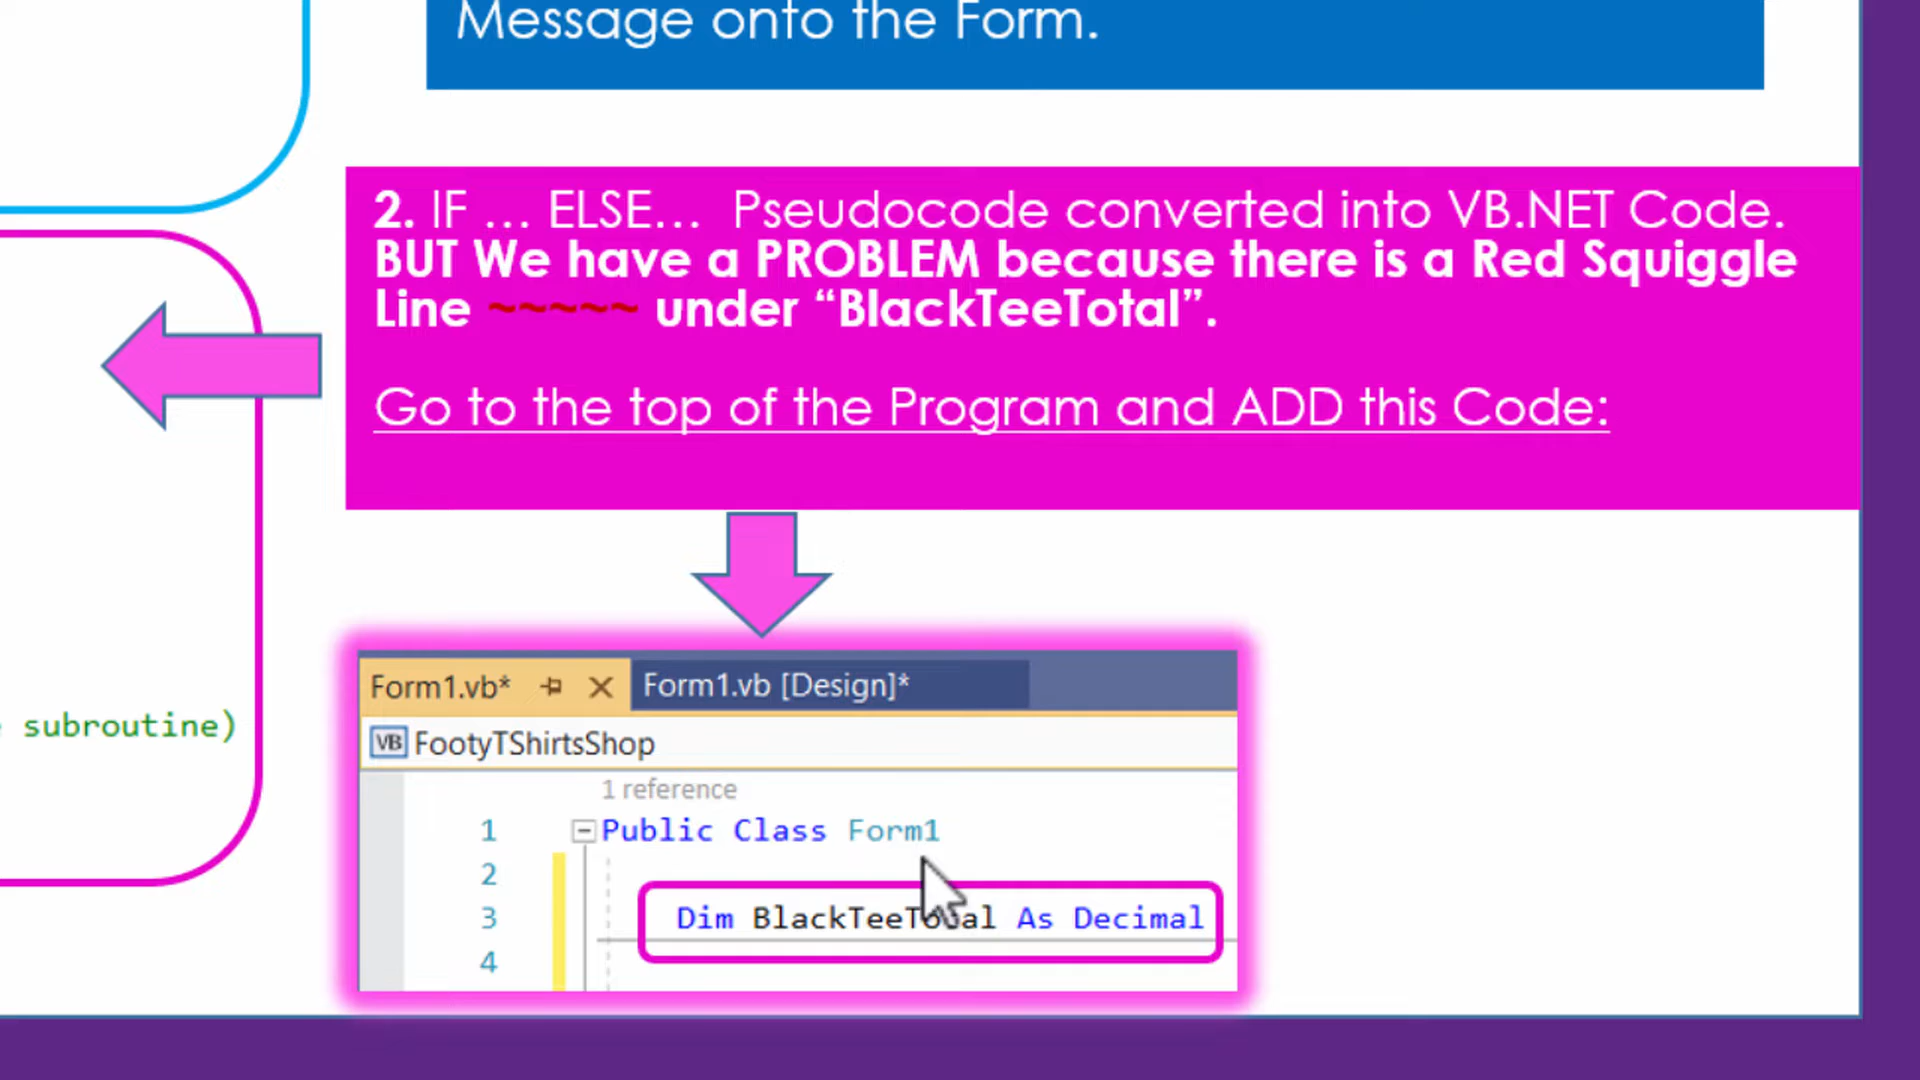 Message onto the Form.
2. IF … ELSE… Pseudocode converted into VB.NET Code.
BUT We have a PROBLEM because there is a Red Squiggle
Line ~~~~~ under “BlackTeeTotal”.
Go to the top of the Program and ADD this Code:
subroutine)
Form1.vb* Form1.vb [Design]*
VB FootyTShirtsShop
1 reference
1 Public Class Form1
2
3 Dim BlackTeeTotal As Decimal
4